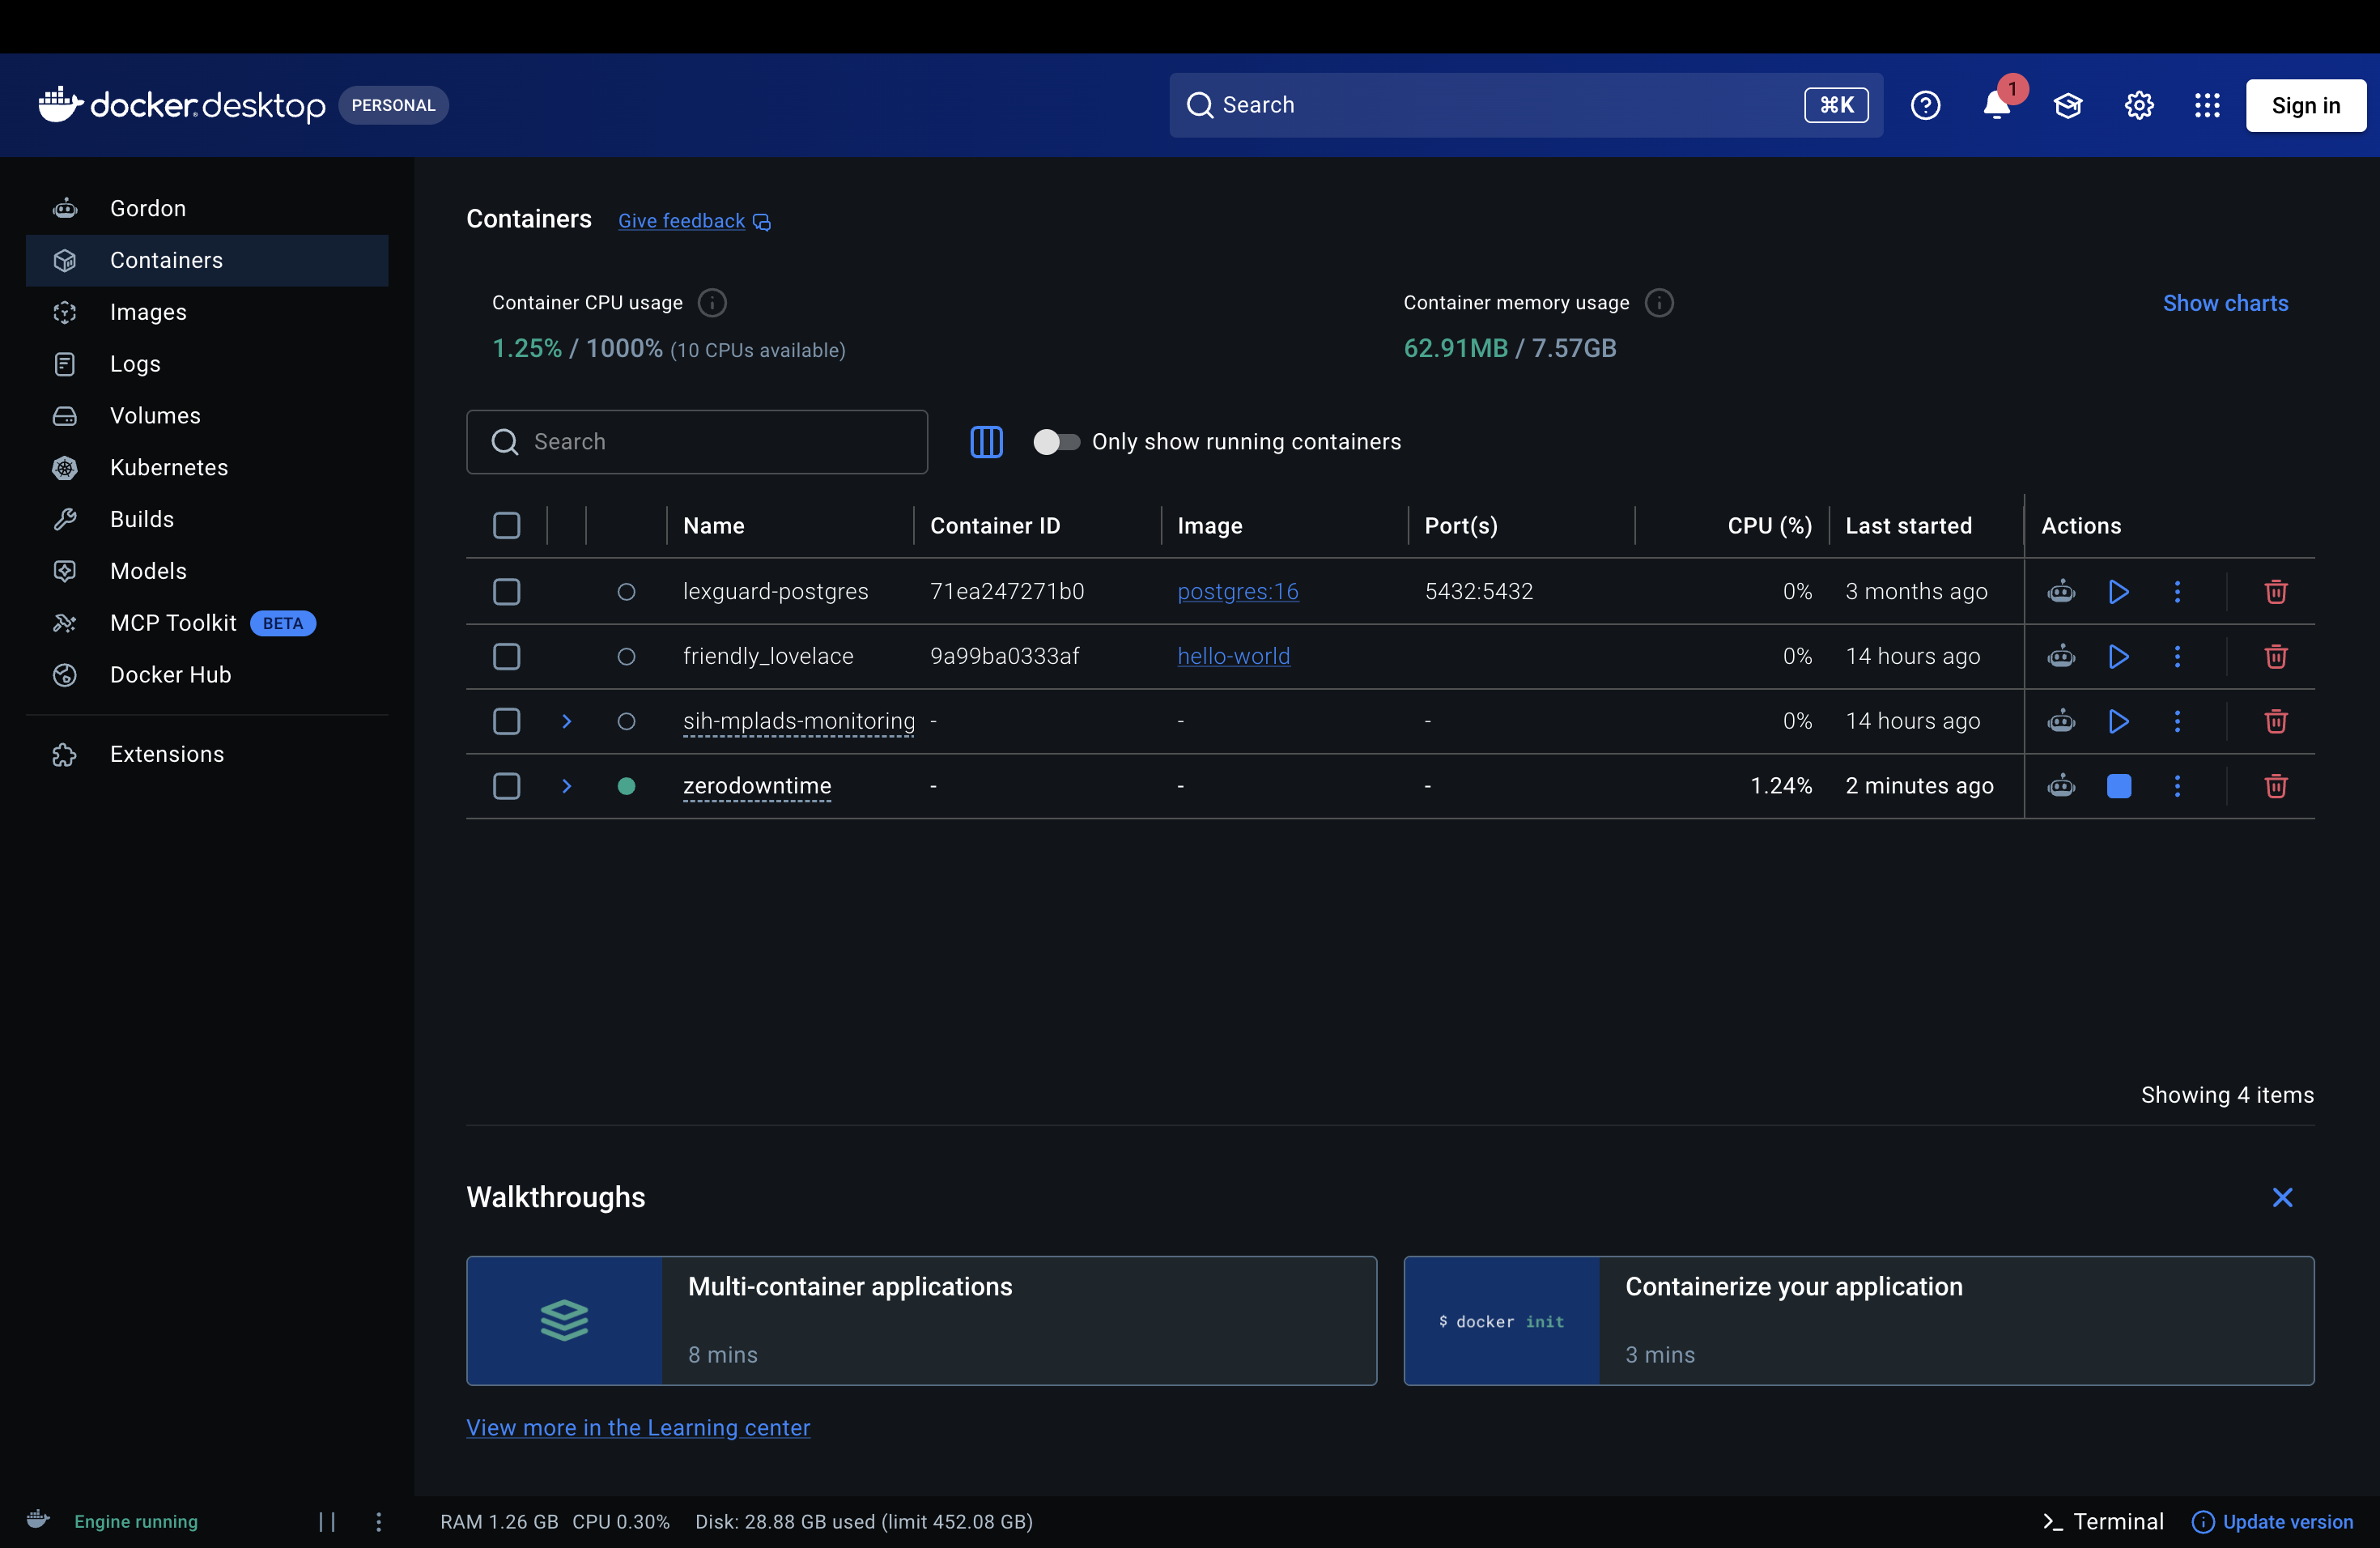 docker desktop PERSONAL
Search ⌘K
1
Sign in
Gordon
Containers
Images
Logs
Volumes
Kubernetes
Builds
Models
MCP Toolkit BETA
Docker Hub
Extensions
Containers Give feedback
Container CPU usage
1.25% / 1000% (10 CPUs available)
Container memory usage
62.91MB / 7.57GB
Show charts
Search
Only show running containers
Name Container ID Image Port(s) CPU (%) Last started Actions
lexguard-postgres 71ea247271b0 postgres:16 5432:5432 0% 3 months ago
friendly_lovelace 9a99ba0333af hello-world 0% 14 hours ago
sih-mplads-monitoring - - - 0% 14 hours ago
zerodowntime - - - 1.24% 2 minutes ago
Showing 4 items
Walkthroughs
Multi-container applications
8 mins
$ docker init
Containerize your application
3 mins
View more in the Learning center
Engine running
RAM 1.26 GB CPU 0.30% Disk: 28.88 GB used (limit 452.08 GB)
>_ Terminal
Update version